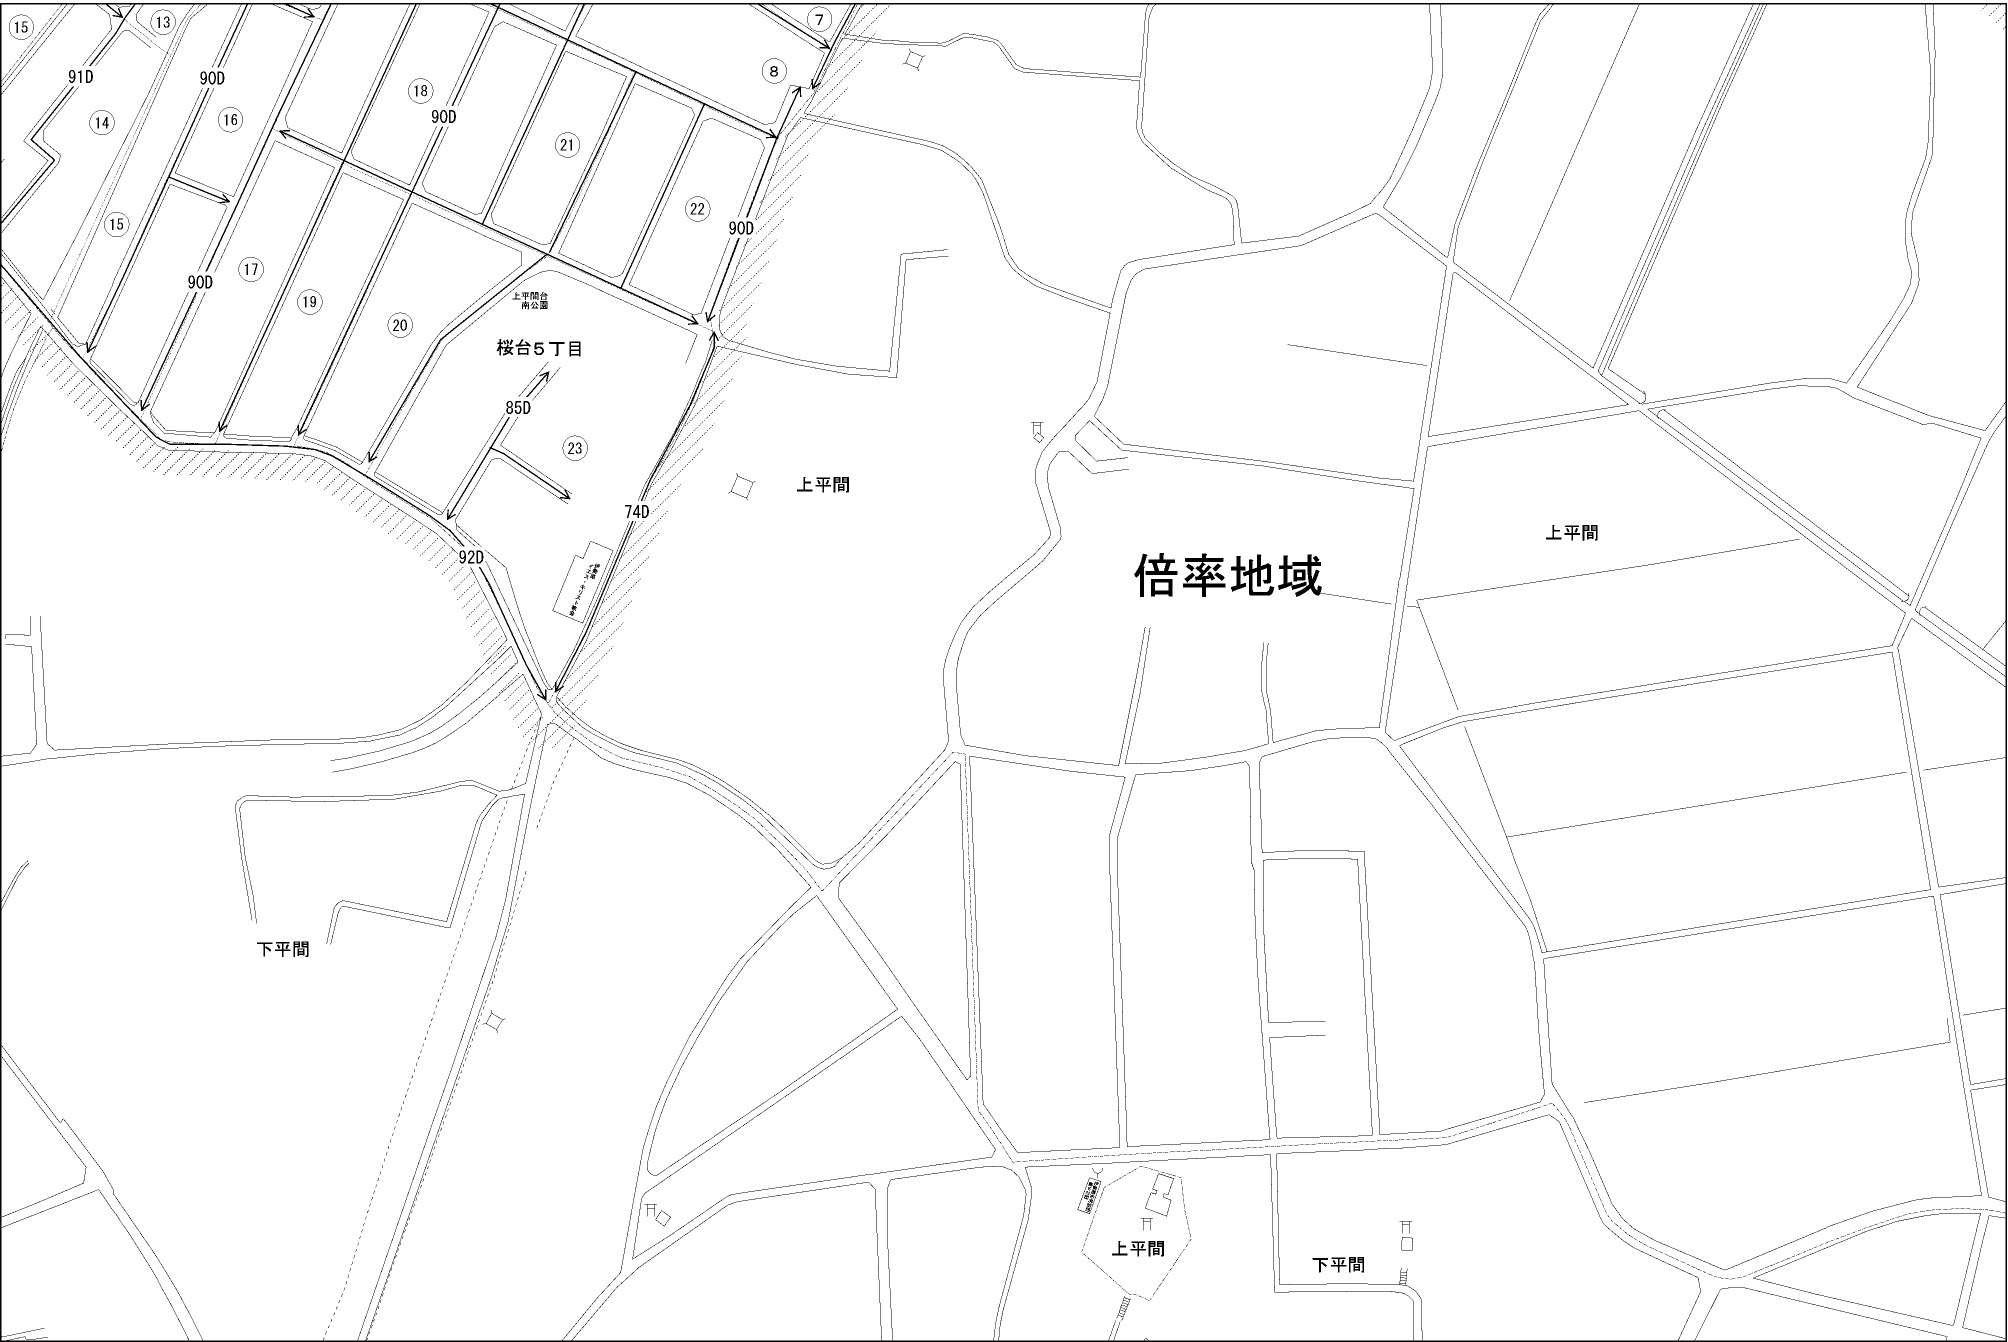 ⑮
⑬
⑦
⑧
91D
90D
⑱
90D
⑯
⑭
㉑
㉒
⑮
90D
⑰
90D
⑲
⑳
上平間台
南公園
桜台5丁目
85D
㉓
上平間
74D
上平間
92D
倍率地域
下平間
上平間
下平間